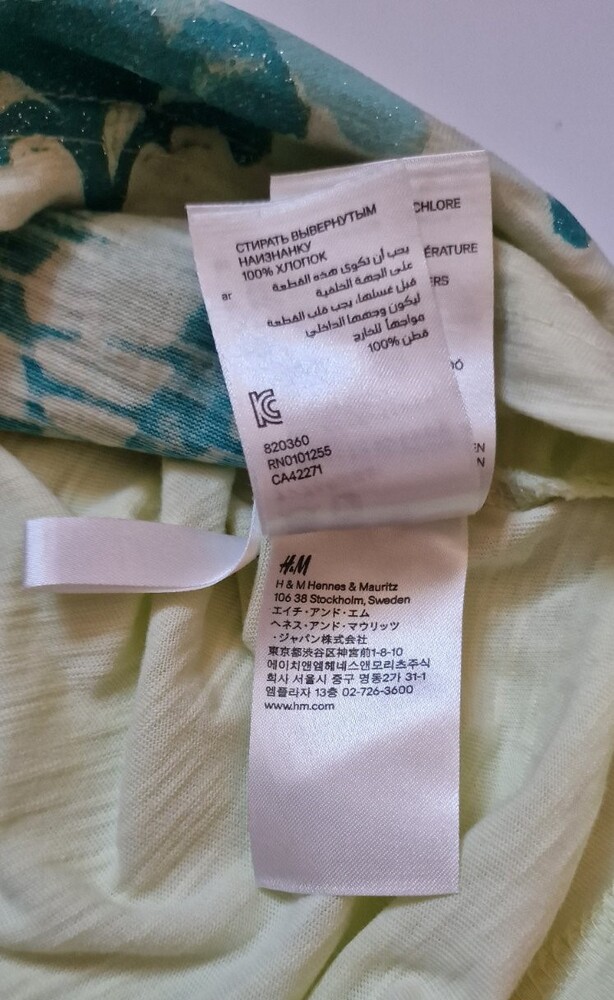 CHLORE
ÉRATURE
ERS
СТИРАТЬ ВЫВЕРНУТЫМ
НАИЗНАНКУ
100% ХЛОПОК
ar
يجب أن تكوى هذه القطعة
على الجهة الخلفية
قبل غسلها، يجب قلب القطعة
ليكون وجهها الداخلي
مواجهاً للخارج
قطن 100%
820360
RN0101255
CA42271
EN
N
H&M
H & M Hennes & Mauritz
106 38 Stockholm, Sweden
エイチ・アンド・エム
ヘネス・アンド・マウリッツ
・ジャパン株式会社
東京都渋谷区神宮前1-8-10
에이치앤엠헤네스앤모리츠주식
회사 서울시 중구 명동2가 31-1
엠플라자 13층 02-726-3600
www.hm.com